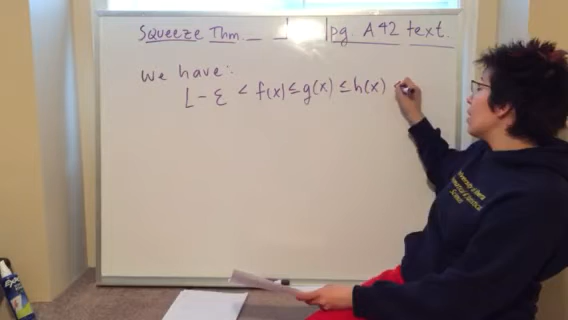 Squeeze Thm. pg. A42 text.
We have:
L - ε < f(x) ≤ g(x) ≤ h(x) <